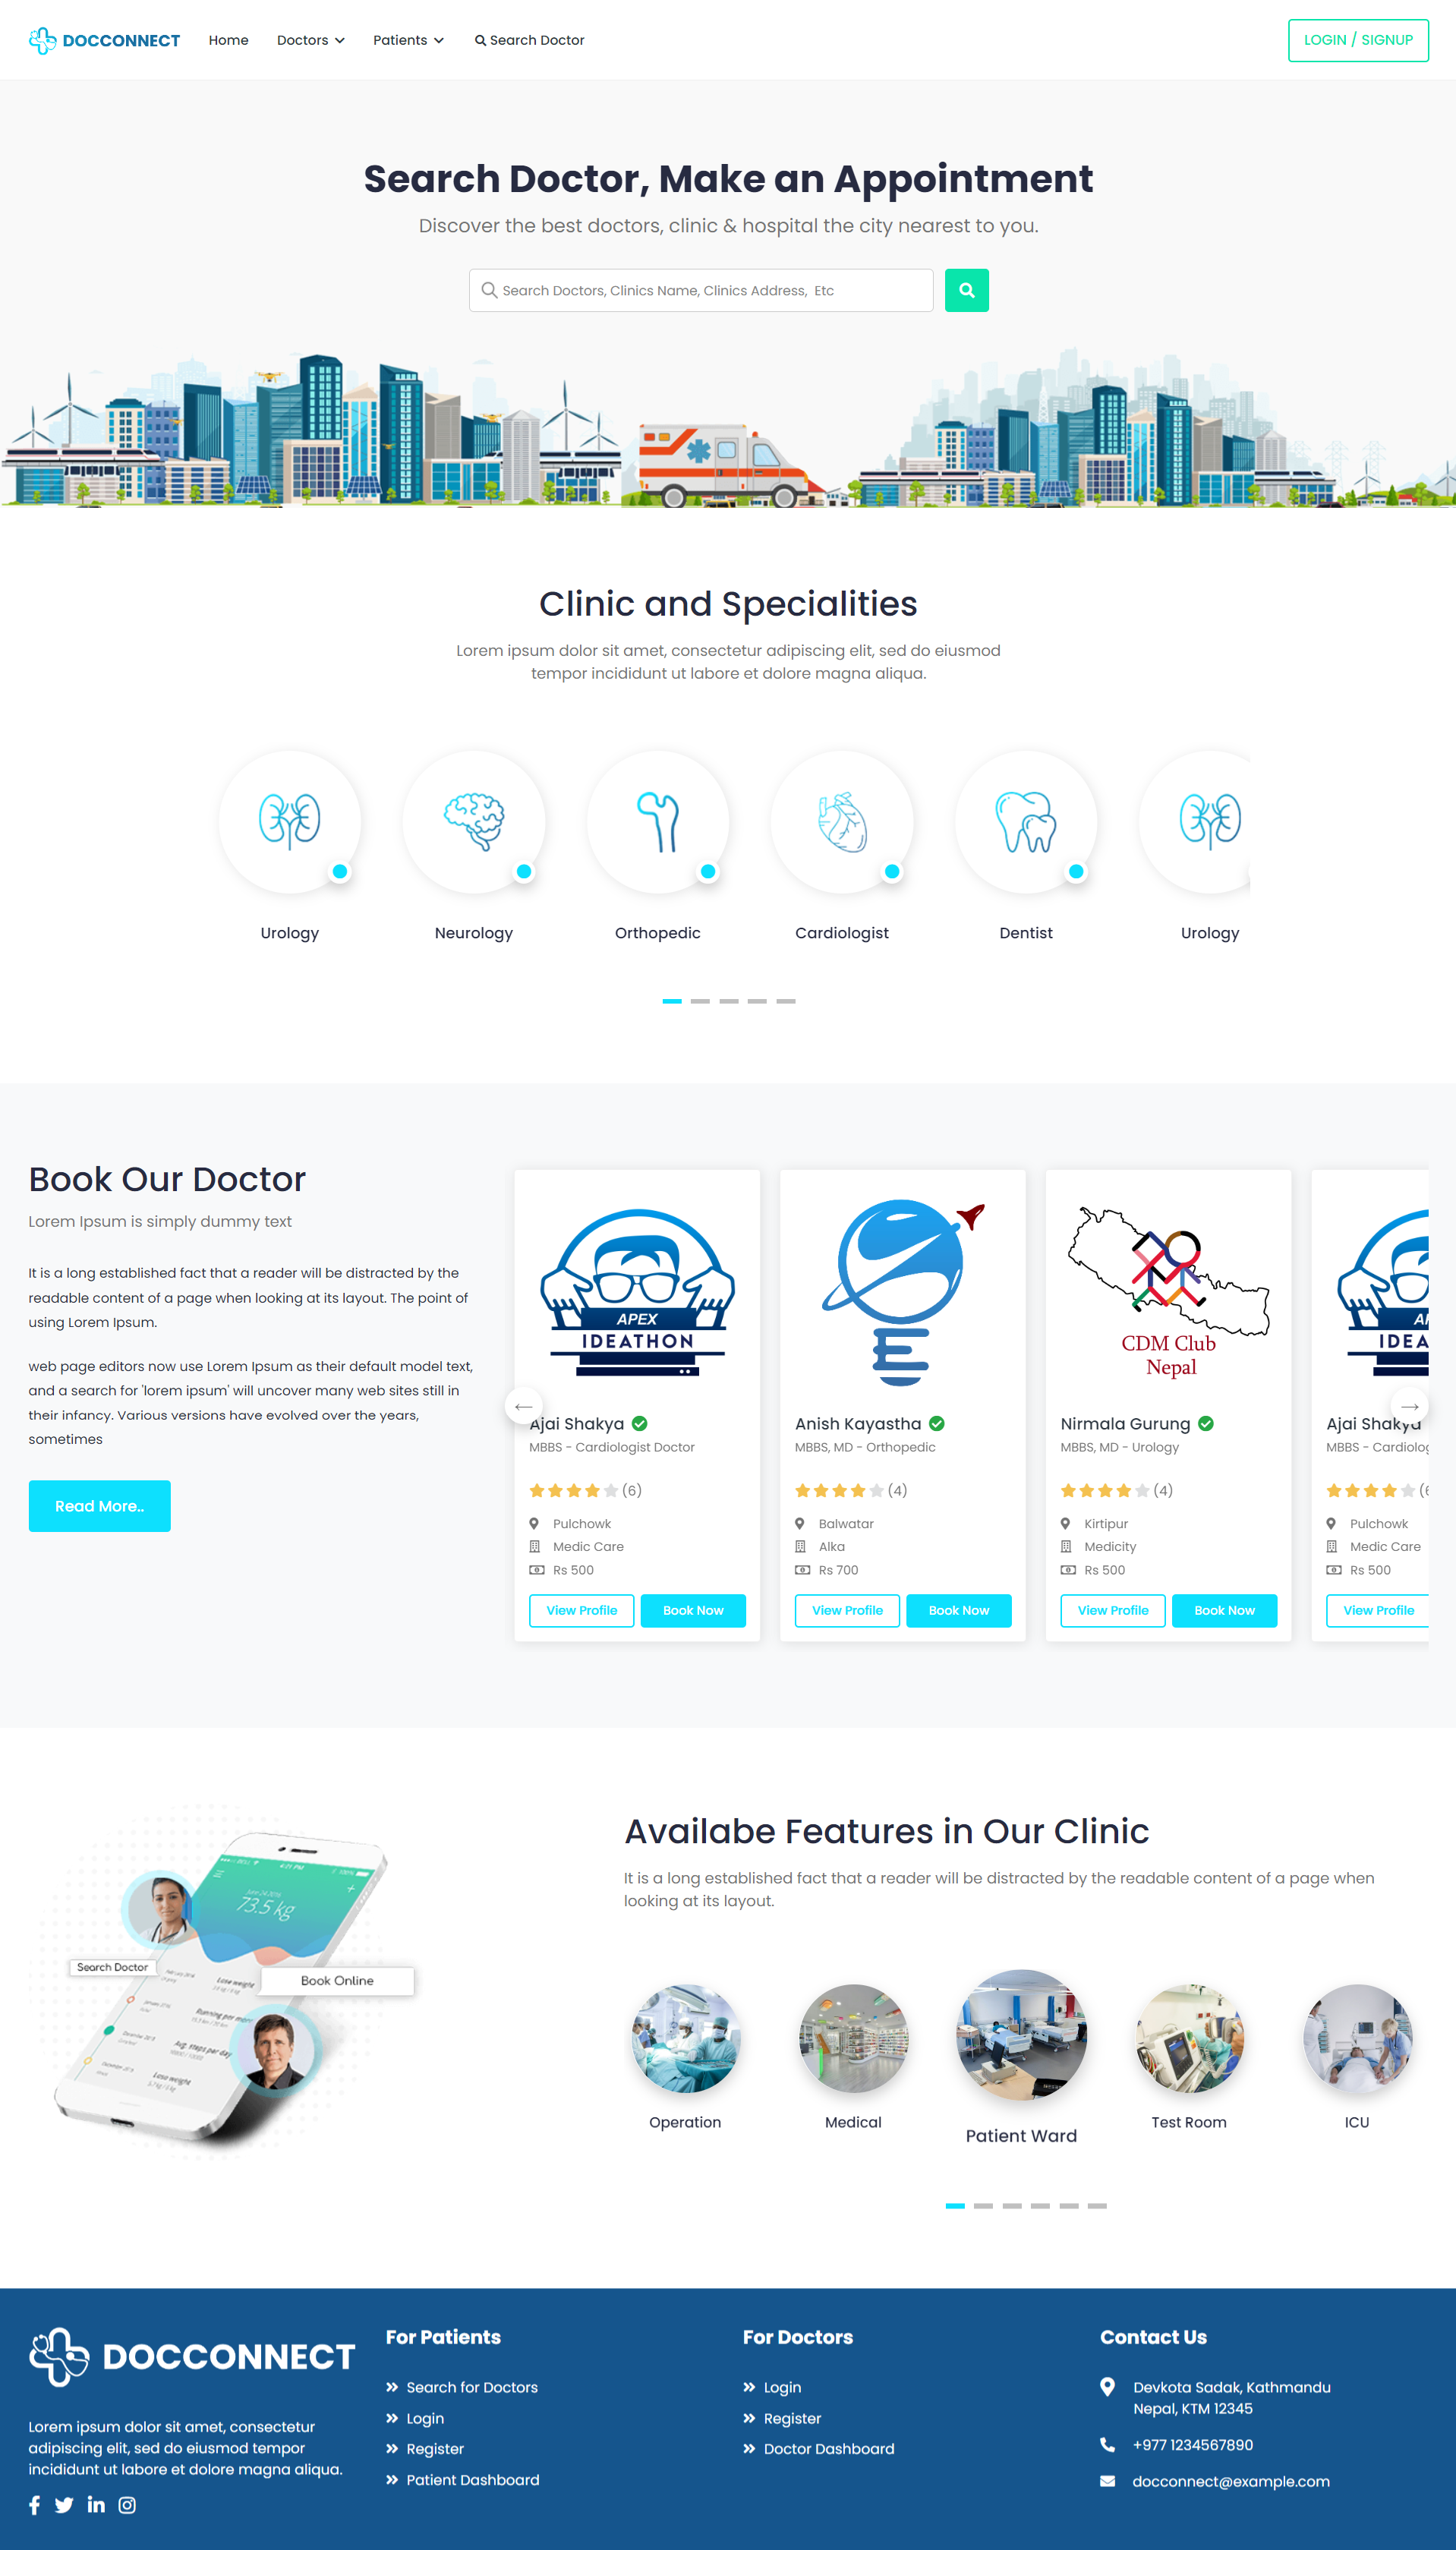 DOCCONNECT
Home
Doctors
Patients
Search Doctor
LOGIN / SIGNUP
Search Doctor, Make an Appointment
Discover the best doctors, clinic & hospital the city nearest to you.
Search Doctors, Clinics Name, Clinics Address, Etc
Clinic and Specialities
Lorem ipsum dolor sit amet, consectetur adipiscing elit, sed do eiusmod
tempor incididunt ut labore et dolore magna aliqua.
Urology
Neurology
Orthopedic
Cardiologist
Dentist
Urology
Book Our Doctor
Lorem Ipsum is simply dummy text
It is a long established fact that a reader will be distracted by the
readable content of a page when looking at its layout. The point of
using Lorem Ipsum.
web page editors now use Lorem Ipsum as their default model text,
and a search for 'lorem ipsum' will uncover many web sites still in
their infancy. Various versions have evolved over the years,
sometimes
Read More..
APEX
IDEATHON
Ajai Shakya
MBBS - Cardiologist Doctor
(6)
Pulchowk
Medic Care
Rs 500
View Profile
Book Now
Anish Kayastha
MBBS, MD - Orthopedic
(4)
Balwatar
Alka
Rs 700
View Profile
Book Now
CDM Club
Nepal
Nirmala Gurung
MBBS, MD - Urology
(4)
Kirtipur
Medicity
Rs 500
View Profile
Book Now
Ajai Shakya
MBBS - Cardiolog
Pulchowk
Medic Care
Rs 500
View Profile
4:21 PM
73.5 kg
Search Doctor
Book Online
Lose weight
Running per meter
Avg. steps per day
Lose weight
Availabe Features in Our Clinic
It is a long established fact that a reader will be distracted by the readable content of a page when
looking at its layout.
Operation
Medical
Patient Ward
Test Room
ICU
DOCCONNECT
Lorem ipsum dolor sit amet, consectetur
adipiscing elit, sed do eiusmod tempor
incididunt ut labore et dolore magna aliqua.
For Patients
Search for Doctors
Login
Register
Patient Dashboard
For Doctors
Login
Register
Doctor Dashboard
Contact Us
Devkota Sadak, Kathmandu
Nepal, KTM 12345
+977 1234567890
docconnect@example.com